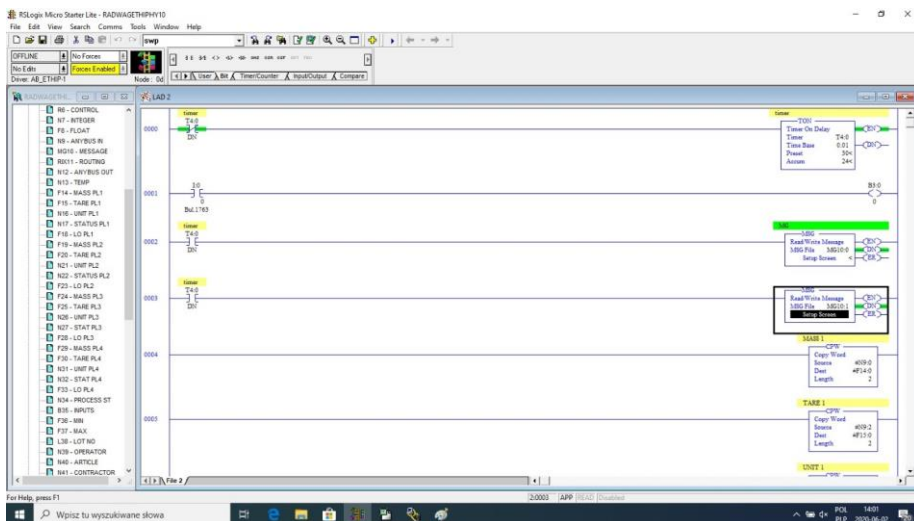 RSLogix Micro Starter Lite - RADWAGETHIPHY10
File Edit View Search Comms Tools Window Help
swp
OFFLINE No Forces
No Edits Forces Enabled
Driver: AB_ETHIP-1 Node: 0d
User Bit Timer/Counter Input/Output Compare
LAD 2
R6 - CONTROL
N7 - INTEGER
F8 - FLOAT
N9 - ANYBUS IN
MG10 - MESSAGE
RIX11 - ROUTING
N12 - ANYBUS OUT
N13 - TEMP
F14 - MASS PL1
F15 - TARE PL1
N16 - UNIT PL1
N17 - STATUS PL1
F18 - LO PL1
F19 - MASS PL2
F20 - TARE PL2
N21 - UNIT PL2
N22 - STATUS PL2
F23 - LO PL2
F24 - MASS PL3
F25 - TARE PL3
N26 - UNIT PL3
N27 - STAT PL3
F28 - LO PL3
F29 - MASS PL4
F30 - TARE PL4
N31 - UNIT PL4
N32 - STAT PL4
F33 - LO PL4
N34 - PROCESS ST
B35 - INPUTS
F36 - MIN
F37 - MAX
L38 - LOT NO
N39 - OPERATOR
N40 - ARTICLE
N41 - CONTRACTOR
0000
timer
T4:0
DN
timer
TON
Timer On Delay
Timer T4:0
Time Base 0.01
Preset 30<
Accum 24<
EN
DN
0001
I:0
0
Bul.1763
B3:0
0
0002
timer
T4:0
DN
MG
MSG
Read/Write Message
MSG File MG10:0
Setup Screen <
EN
DN
ER
0003
timer
T4:0
DN
MSG
Read/Write Message
MSG File MG10:1
Setup Screen
EN
DN
ER
0004
MASS 1
CPW
Copy Word
Source #N9:0
Dest #F14:0
Length 2
0005
TARE 1
CPW
Copy Word
Source #N9:2
Dest #F15:0
Length 2
UNIT 1
File 2
For Help, press F1
2:0003 APP READ Disabled
Wpisz tu wyszukiwane słowa
POL 14:01
PLP 2020-06-02